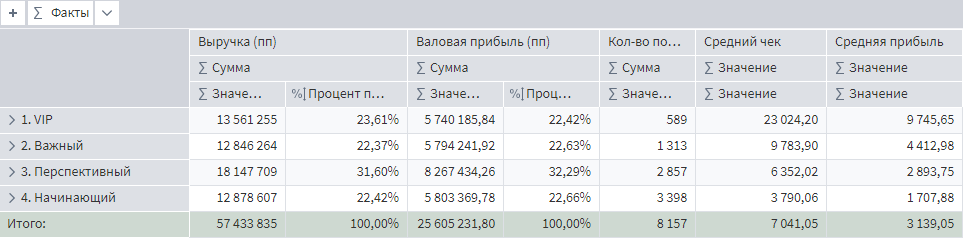 + ∑ Факты
Выручка (пп) Валовая прибыль (пп) Кол-во по... Средний чек Средняя прибыль
∑ Сумма ∑ Сумма ∑ Сумма ∑ Значение ∑ Значение
∑ Значе... % Процент п... ∑ Значе... % Проц... ∑ Значе... ∑ Значение ∑ Значение
1. VIP 13 561 255 23,61% 5 740 185,84 22,42% 589 23 024,20 9 745,65
2. Важный 12 846 264 22,37% 5 794 241,92 22,63% 1 313 9 783,90 4 412,98
3. Перспективный 18 147 709 31,60% 8 267 434,26 32,29% 2 857 6 352,02 2 893,75
4. Начинающий 12 878 607 22,42% 5 803 369,78 22,66% 3 398 3 790,06 1 707,88
Итого: 57 433 835 100,00% 25 605 231,80 100,00% 8 157 7 041,05 3 139,05